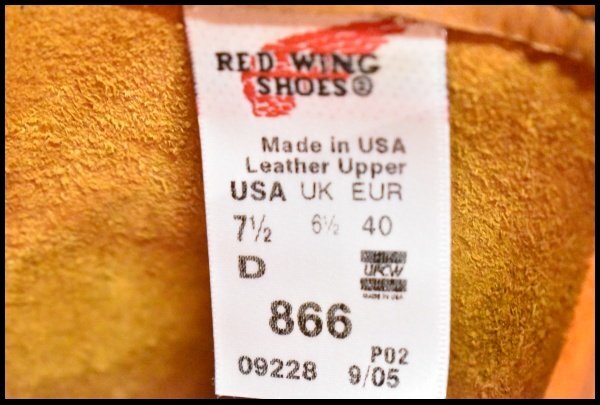 RED WING
SHOES®
Made in USA
Leather Upper
USA UK EUR
7½ 6½ 40
D
UFCW
MADE IN USA
866
P02
09228 9/05